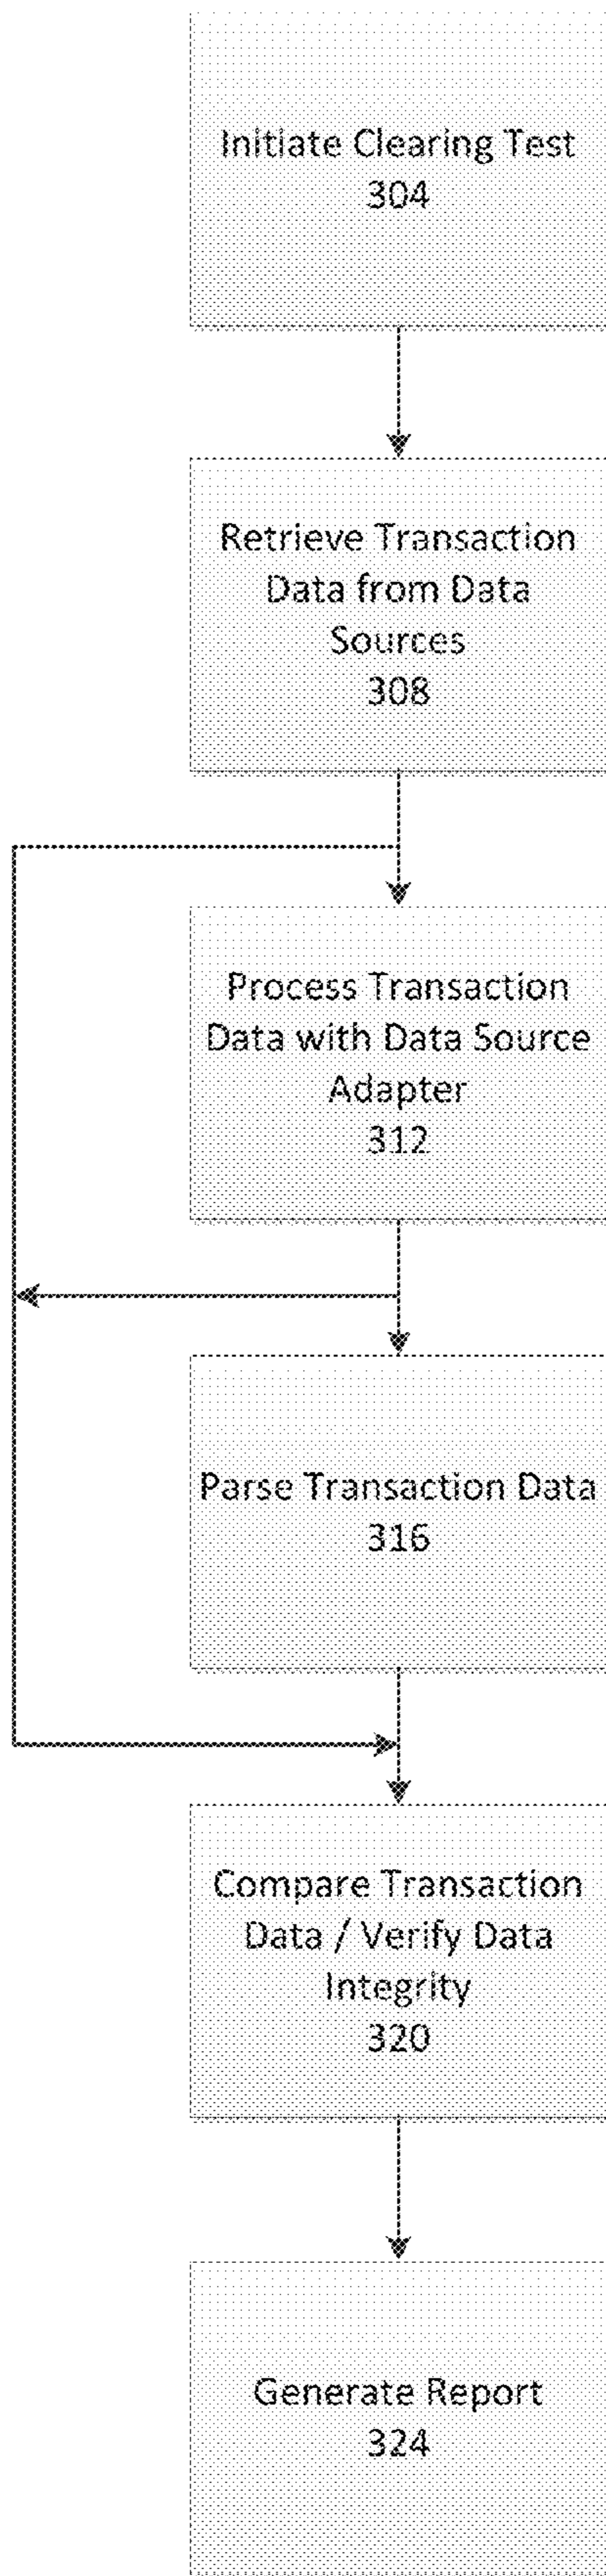 Initiate Clearing Test
304
Retrieve Transaction
Data from Data
Sources
308
Process Transaction
Data with Data Source
Adapter
312
Parse Transaction Data
316
Compare Transaction
Data / Verify Data
Integrity
320
Generate Report
324